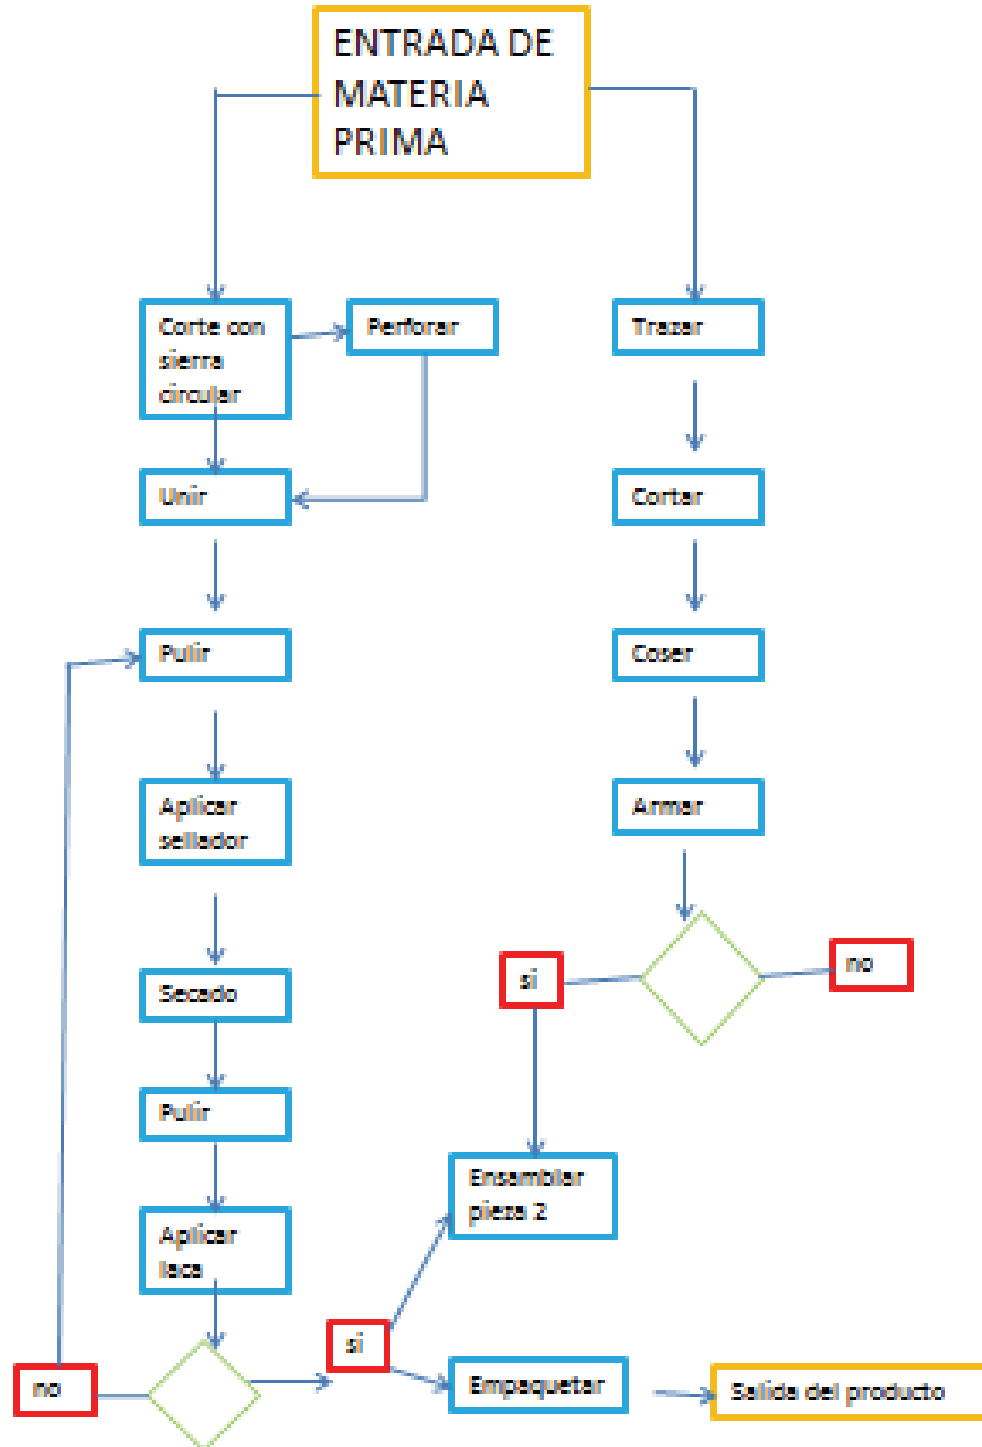 ENTRADA DE
MATERIA
PRIMA
Corte con
sierra
circular
Perforar
Trazar
Unir
Cortar
Pulir
Coser
Aplicar
sellador
Armar
si
no
Secado
Pulir
Ensamblar
pieza 2
Aplicar
laca
si
no
Empaquetar
Salida del producto